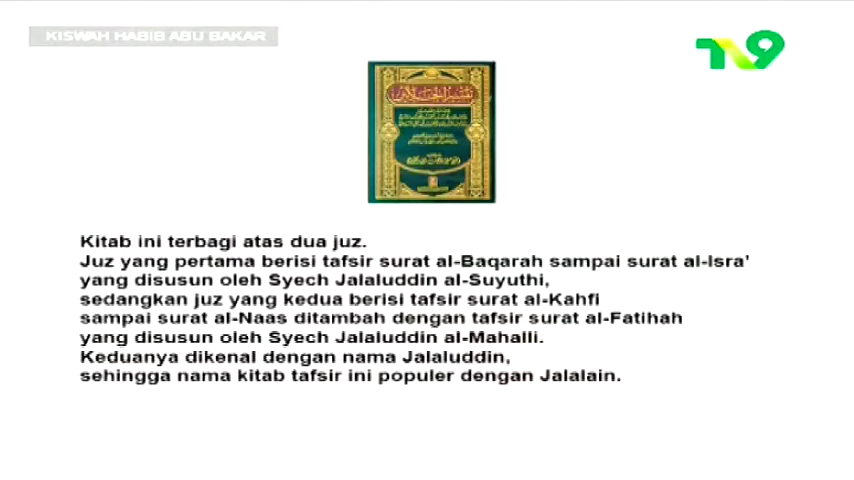 KISWAH HABIB ABU BAKAR
TV9
Kitab ini terbagi atas dua juz.
Juz yang pertama berisi tafsir surat al-Baqarah sampai surat al-Isra'
yang disusun oleh Syech Jalaluddin al-Suyuthi,
sedangkan juz yang kedua berisi tafsir surat al-Kahfi
sampai surat al-Naas ditambah dengan tafsir surat al-Fatihah
yang disusun oleh Syech Jalaluddin al-Mahalli.
Keduanya dikenal dengan nama Jalaluddin,
sehingga nama kitab tafsir ini populer dengan Jalalain.